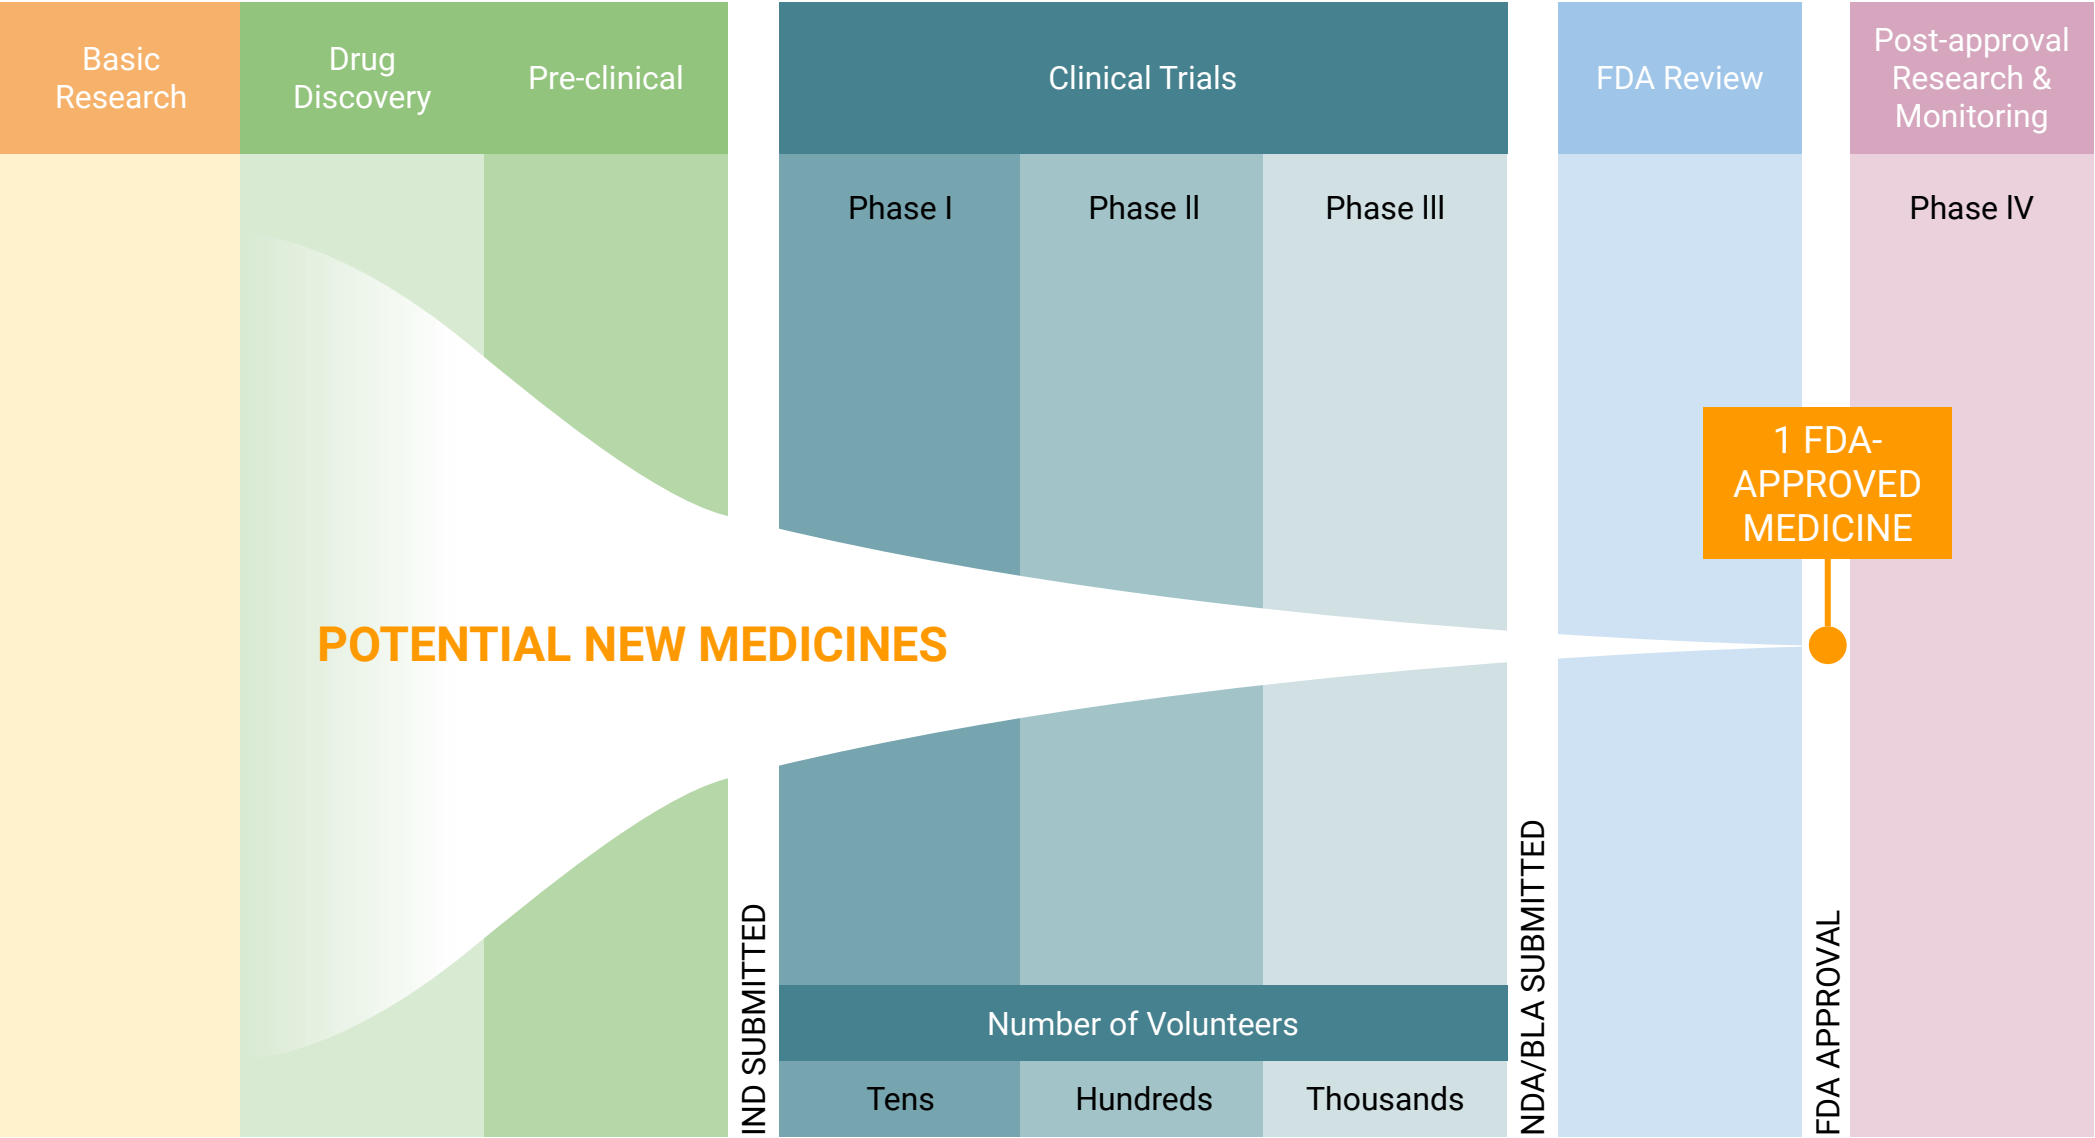 Basic
Research
Drug
Discovery
Pre-clinical
Clinical Trials
FDA Review
Post-approval
Research &
Monitoring
Phase I
Phase II
Phase III
Phase IV
1 FDA-
APPROVED
MEDICINE
POTENTIAL NEW MEDICINES
IND SUBMITTED
NDA/BLA SUBMITTED
FDA APPROVAL
Number of Volunteers
Tens
Hundreds
Thousands